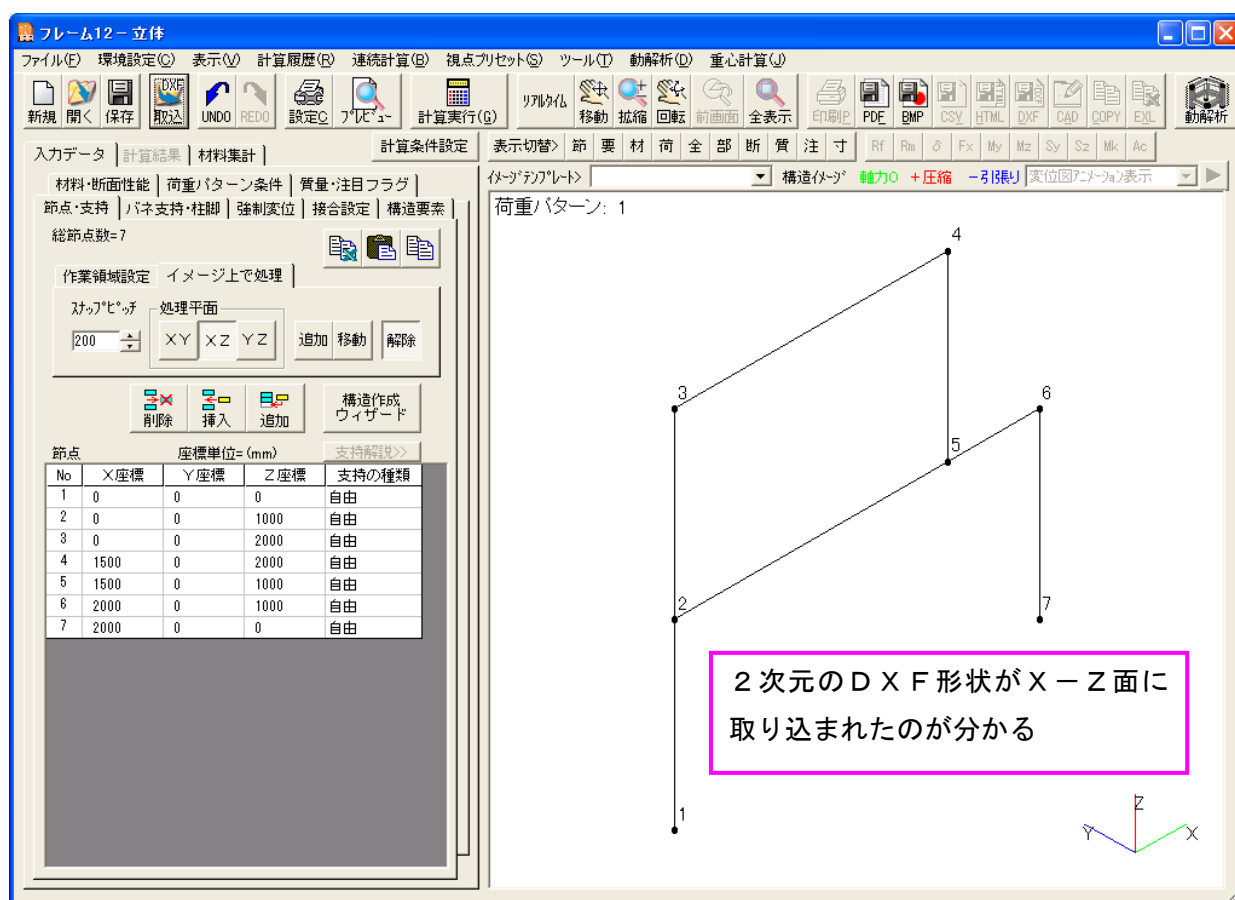 フレーム12－立体
ファイル(F) 環境設定(C) 表示(V) 計算履歴(R) 連続計算(B) 視点プリセット(S) ツール(T) 動解析(D) 重心計算(J)
DXF ﾘｱﾙﾀｲﾑ
新規 開く 保存 取込 UNDO REDO 設定C ﾌﾟﾚﾋﾞｭｰ 計算実行(G) 移動 拡縮 回転 前画面 全表示 印刷P PDF BMP CSV HTML DXF CAD COPY EXL 動解析
入力データ 計算結果 材料集計 計算条件設定 表示切替> 節 要 材 荷 全 部 断 質 注 寸 Rf Rm δ Fx My Mz Sy Sz Mk Ac
材料・断面性能 荷重パターン条件 質量・注目フラグ ｲﾒｰｼﾞﾃﾝﾌﾟﾚｰﾄ> 構造ｲﾒｰｼﾞ 軸力0 +圧縮 -引張り 変位図ｱﾆﾒｰｼｮﾝ表示
節点・支持 バネ支持・柱脚 強制変位 接合設定 構造要素
荷重パターン: 1
総節点数=7
作業領域設定 イメージ上で処理
ｽﾅｯﾌﾟﾋﾟｯﾁ 処理平面
200 XY XZ YZ 追加 移動 解除
削除 挿入 追加 構造作成
ウィザード
節点 座標単位=(mm) 支持解説>>
No X座標 Y座標 Z座標 支持の種類
1 0 0 0 自由
2 0 0 1000 自由
3 0 0 2000 自由
4 1500 0 2000 自由
5 1500 0 1000 自由
6 2000 0 1000 自由
7 2000 0 0 自由
4
3
6
5
2
7
1
２次元のＤＸＦ形状がＸ－Ｚ面に
取り込まれたのが分かる
Z
Y X